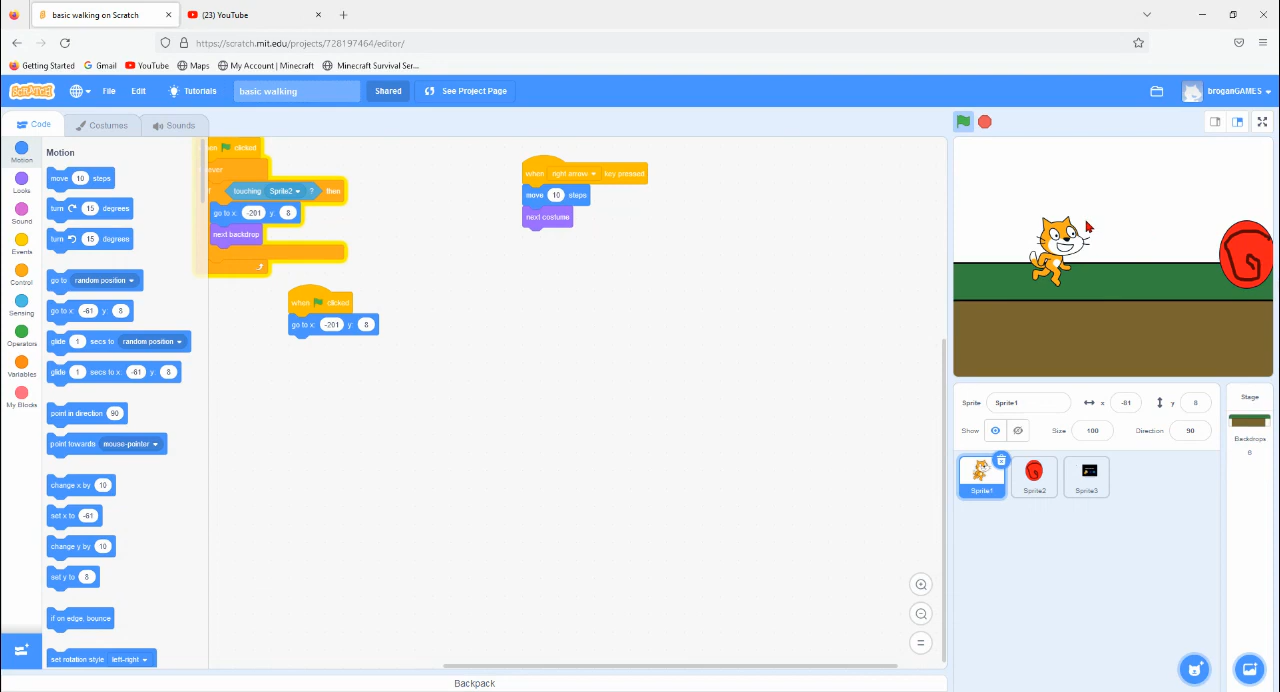 basic walking on Scratch
(23) YouTube
https://scratch.mit.edu/projects/728197464/editor/
Getting Started Gmail YouTube Maps My Account | Minecraft Minecraft Survival Ser...
SCRATCH File Edit Tutorials basic walking Shared See Project Page broganGAMES
Code Costumes Sounds
Motion
Looks
Sound
Events
Control
Sensing
Operators
Variables
My Blocks
Motion
move 10 steps
turn 15 degrees
turn 15 degrees
go to random position
go to x: -61 y: 8
glide 1 secs to random position
glide 1 secs to x: -61 y: 8
point in direction 90
point towards mouse-pointer
change x by 10
set x to -61
change y by 10
set y to 8
if on edge, bounce
set rotation style left-right
clicked
touching Sprite2 ? then
go to x: -201 y: 8
next backdrop
when clicked
go to x: -201 y: 8
when right arrow key pressed
move 10 steps
next costume
Sprite Sprite1 x -61 y 8
Show Size 100 Direction 90
Sprite1 Sprite2 Sprite3
Stage
Backdrops
8
Backpack